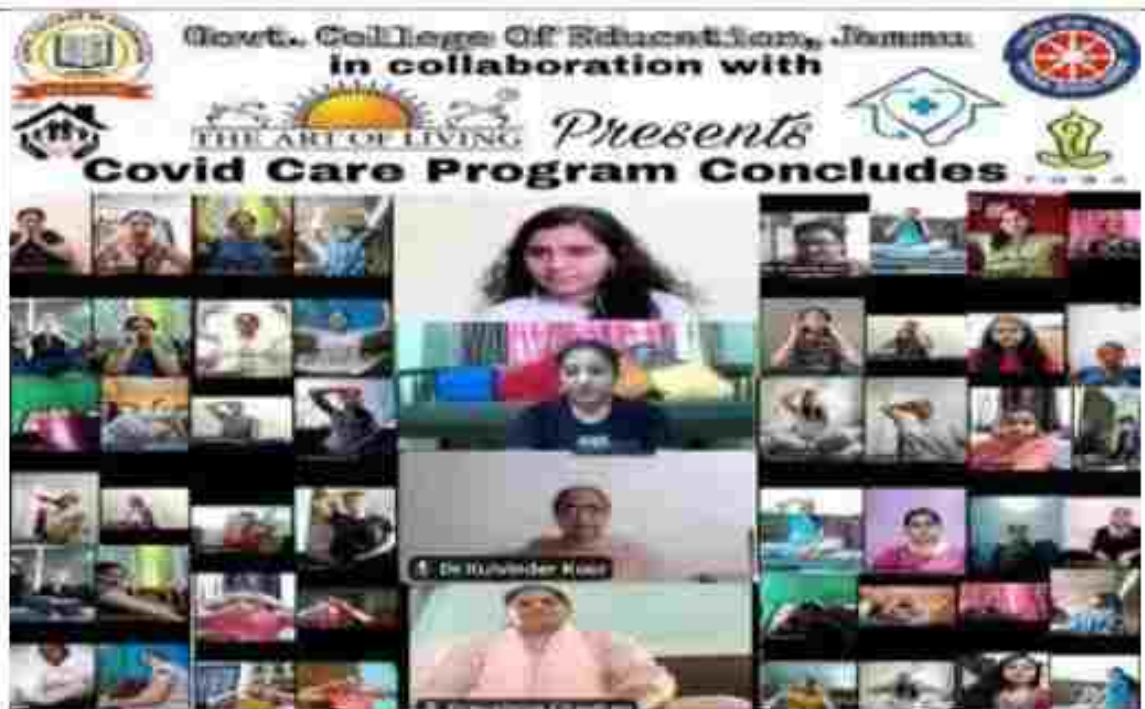 Govt. College Of Education, Jammu
in collaboration with
THE ART OF LIVING Presents
Covid Care Program Concludes
Dr Kulvinder Kour